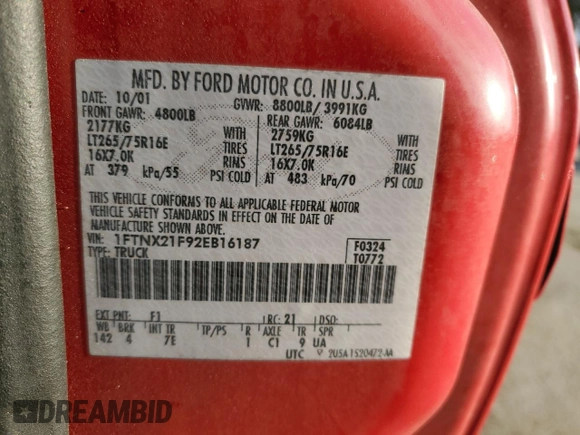 MFD. BY FORD MOTOR CO. IN U.S.A.
DATE: 10/01 GVWR: 8800LB/ 3991KG
FRONT GAWR: 4800LB REAR GAWR: 6084LB
2177KG WITH 2759KG WITH
LT265/75R16E TIRES LT265/75R16E TIRES
16X7.0K RIMS 16X7.0K RIMS
AT 379 kPa/55 PSI COLD AT 483 kPa/70 PSI COLD
THIS VEHICLE CONFORMS TO ALL APPLICABLE FEDERAL MOTOR
VEHICLE SAFETY STANDARDS IN EFFECT ON THE DATE OF
MANUFACTURE SHOWN ABOVE.
VIN: 1FTNX21F92EB16187 F0324
TYPE: TRUCK T0772
EXT PNT: F1 RC: 21 DSO:
WB BRK INT TR TP/PS R AXLE TR SPR
142 4 7E 1 C1 9 UA
UTC ▽ 2U5A 1520472-AA
DREAMBID